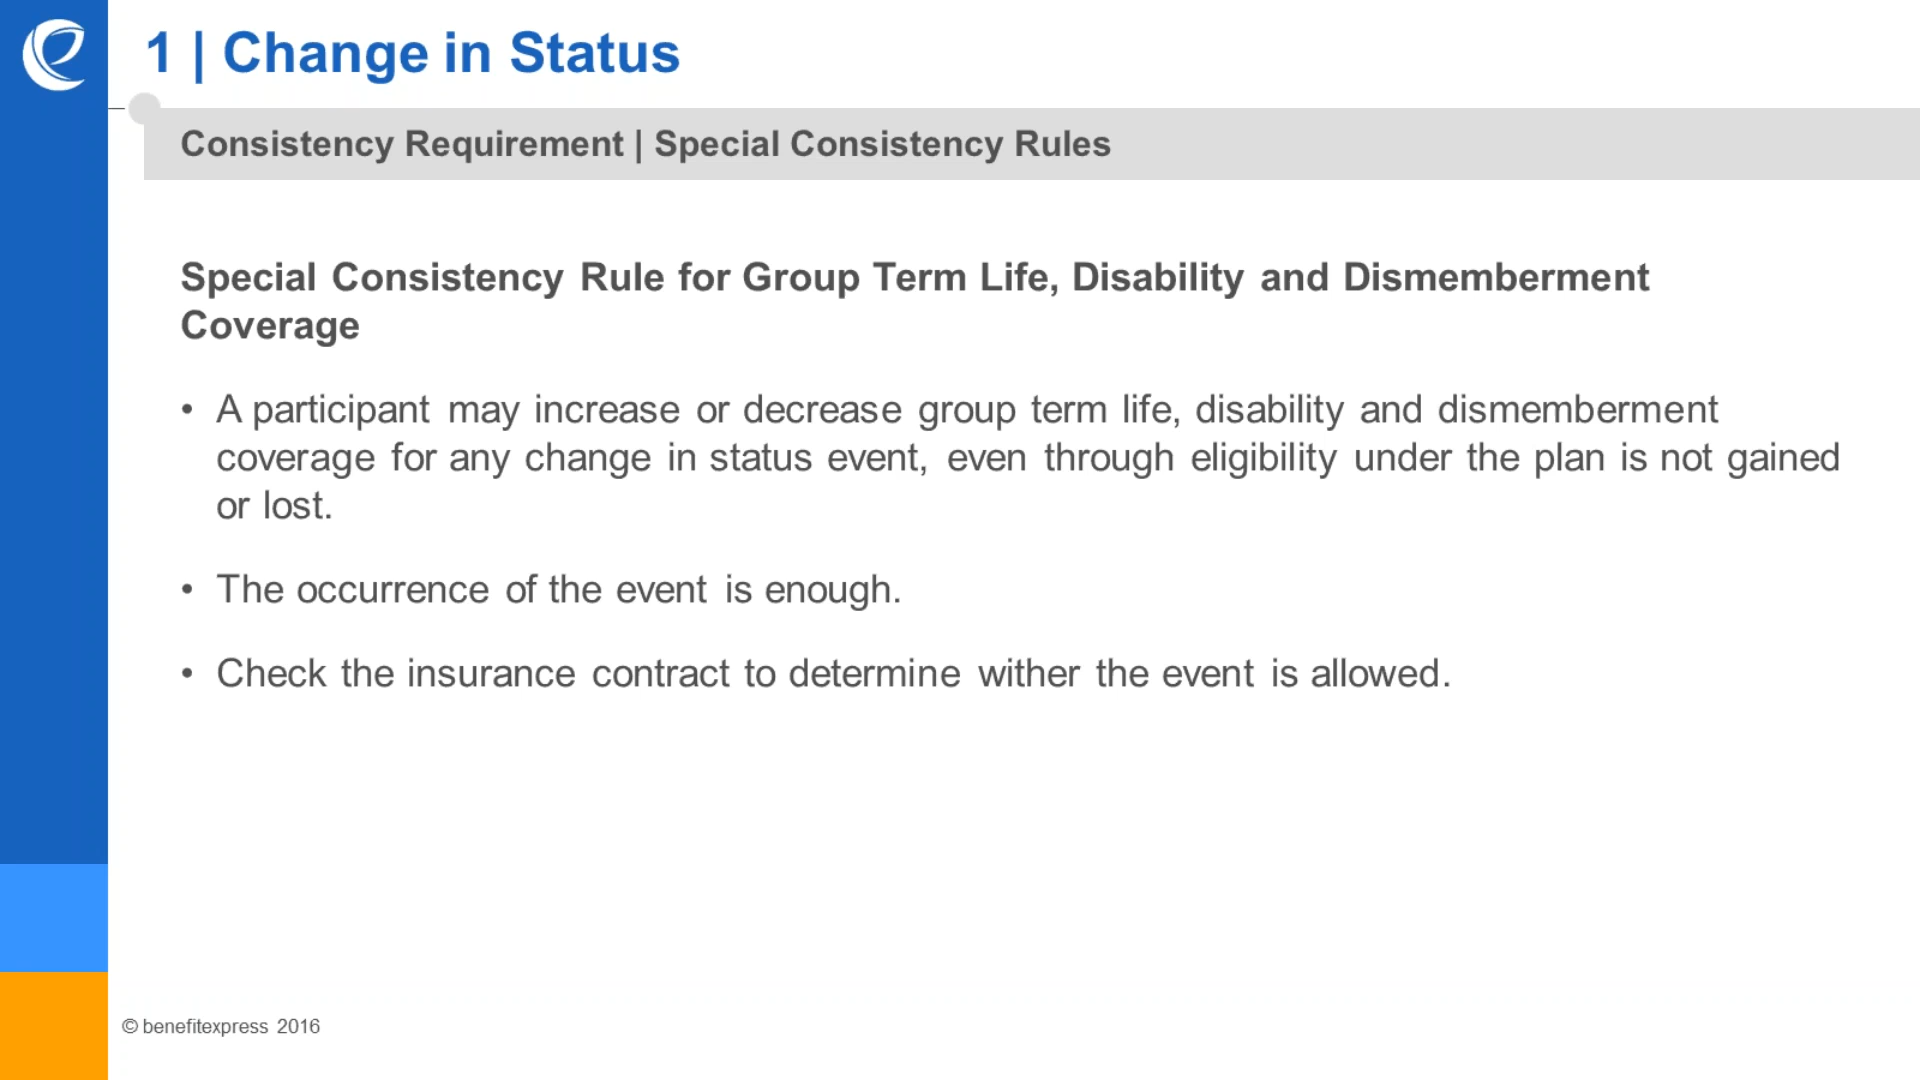 1 | Change in Status
Consistency Requirement | Special Consistency Rules
Special Consistency Rule for Group Term Life, Disability and Dismemberment
Coverage
• A participant may increase or decrease group term life, disability and dismemberment
coverage for any change in status event, even through eligibility under the plan is not gained
or lost.
• The occurrence of the event is enough.
• Check the insurance contract to determine wither the event is allowed.
© benefitexpress 2016